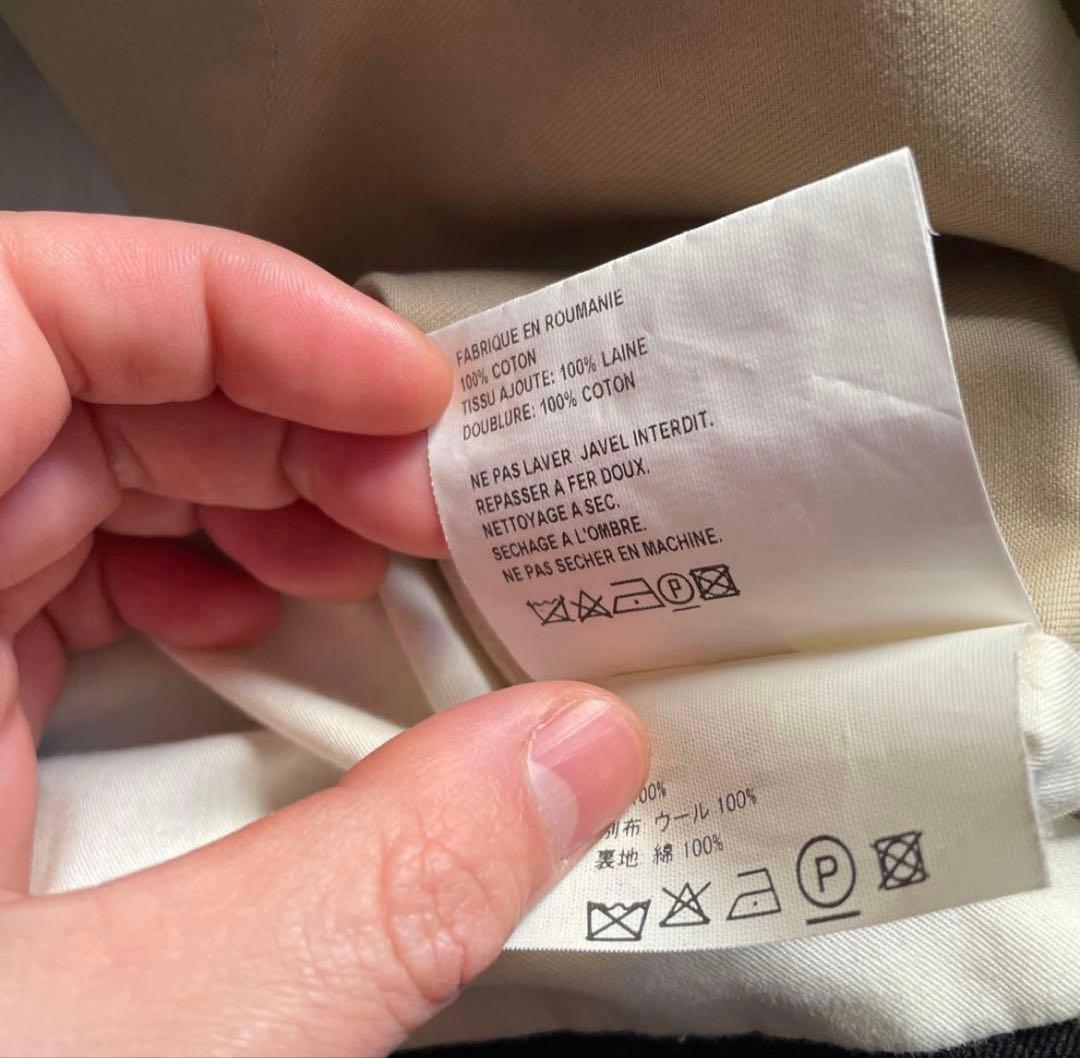 FABRIQUE EN ROUMANIE
100% COTON
TISSU AJOUTE: 100% LAINE
DOUBLURE: 100% COTON
NE PAS LAVER JAVEL INTERDIT.
REPASSER A FER DOUX.
NETTOYAGE A SEC.
SECHAGE A L'OMBRE.
NE PAS SECHER EN MACHINE.
P
100%
別布 ウール 100%
裏地 綿 100%
P